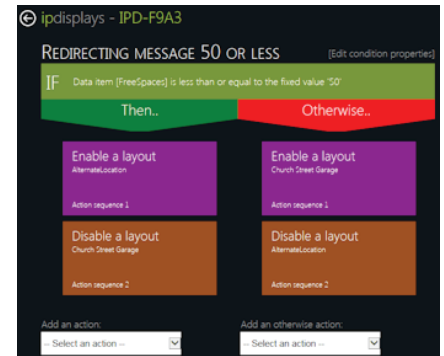 ipdisplays - IPD-F9A3
REDIRECTING MESSAGE 50 OR LESS
[Edit condition properties]
IF Data item [FreeSpaces] is less than or equal to the fixed value '50'
Then..
Otherwise..
Enable a layout
AlternateLocation
Action sequence 1
Enable a layout
Church Street Garage
Action sequence 1
Disable a layout
Church Street Garage
Action sequence 2
Disable a layout
AlternateLocation
Action sequence 2
Add an action:
-- Select an action --
Add an otherwise action:
-- Select an action --